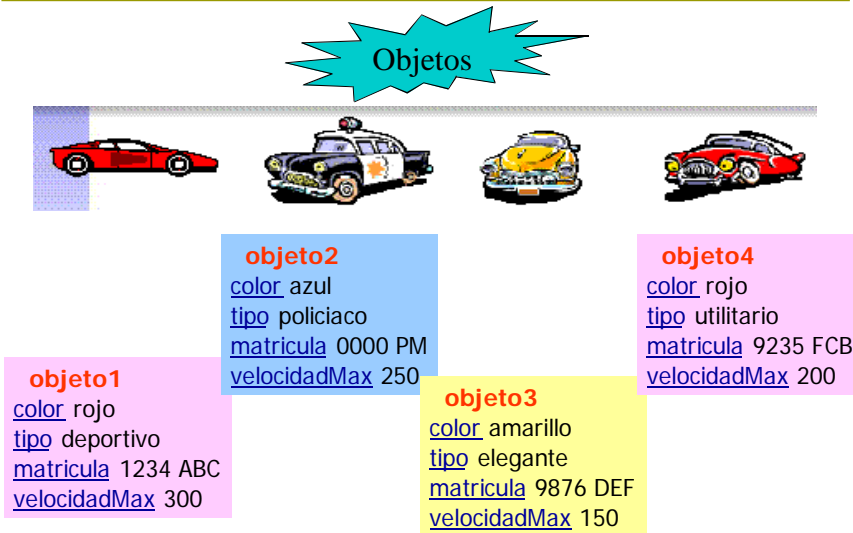 Objetos
objeto1
color rojo
tipo deportivo
matricula 1234 ABC
velocidadMax 300
objeto2
color azul
tipo policiaco
matricula 0000 PM
velocidadMax 250
objeto3
color amarillo
tipo elegante
matricula 9876 DEF
velocidadMax 150
objeto4
color rojo
tipo utilitario
matricula 9235 FCB
velocidadMax 200